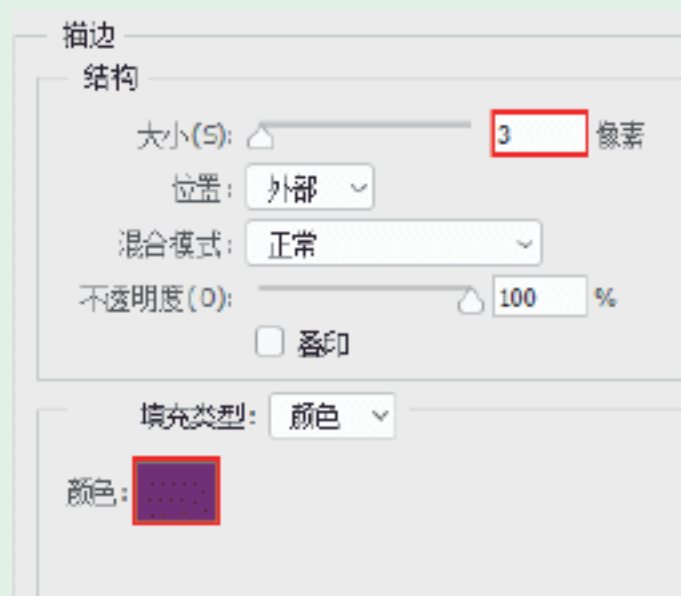 描边
结构
大小(S): 3 像素
位置: 外部
混合模式: 正常
不透明度(O): 100 %
叠印
填充类型: 颜色
颜色: